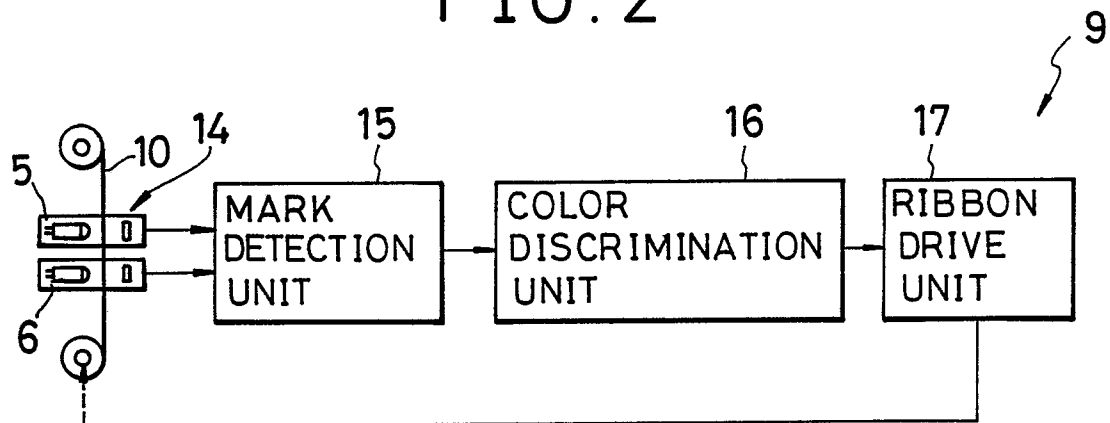 FIG. 2
9
5
10
14
15
16
17
6
MARK
DETECTION
UNIT
COLOR
DISCRIMINATION
UNIT
RIBBON
DRIVE
UNIT